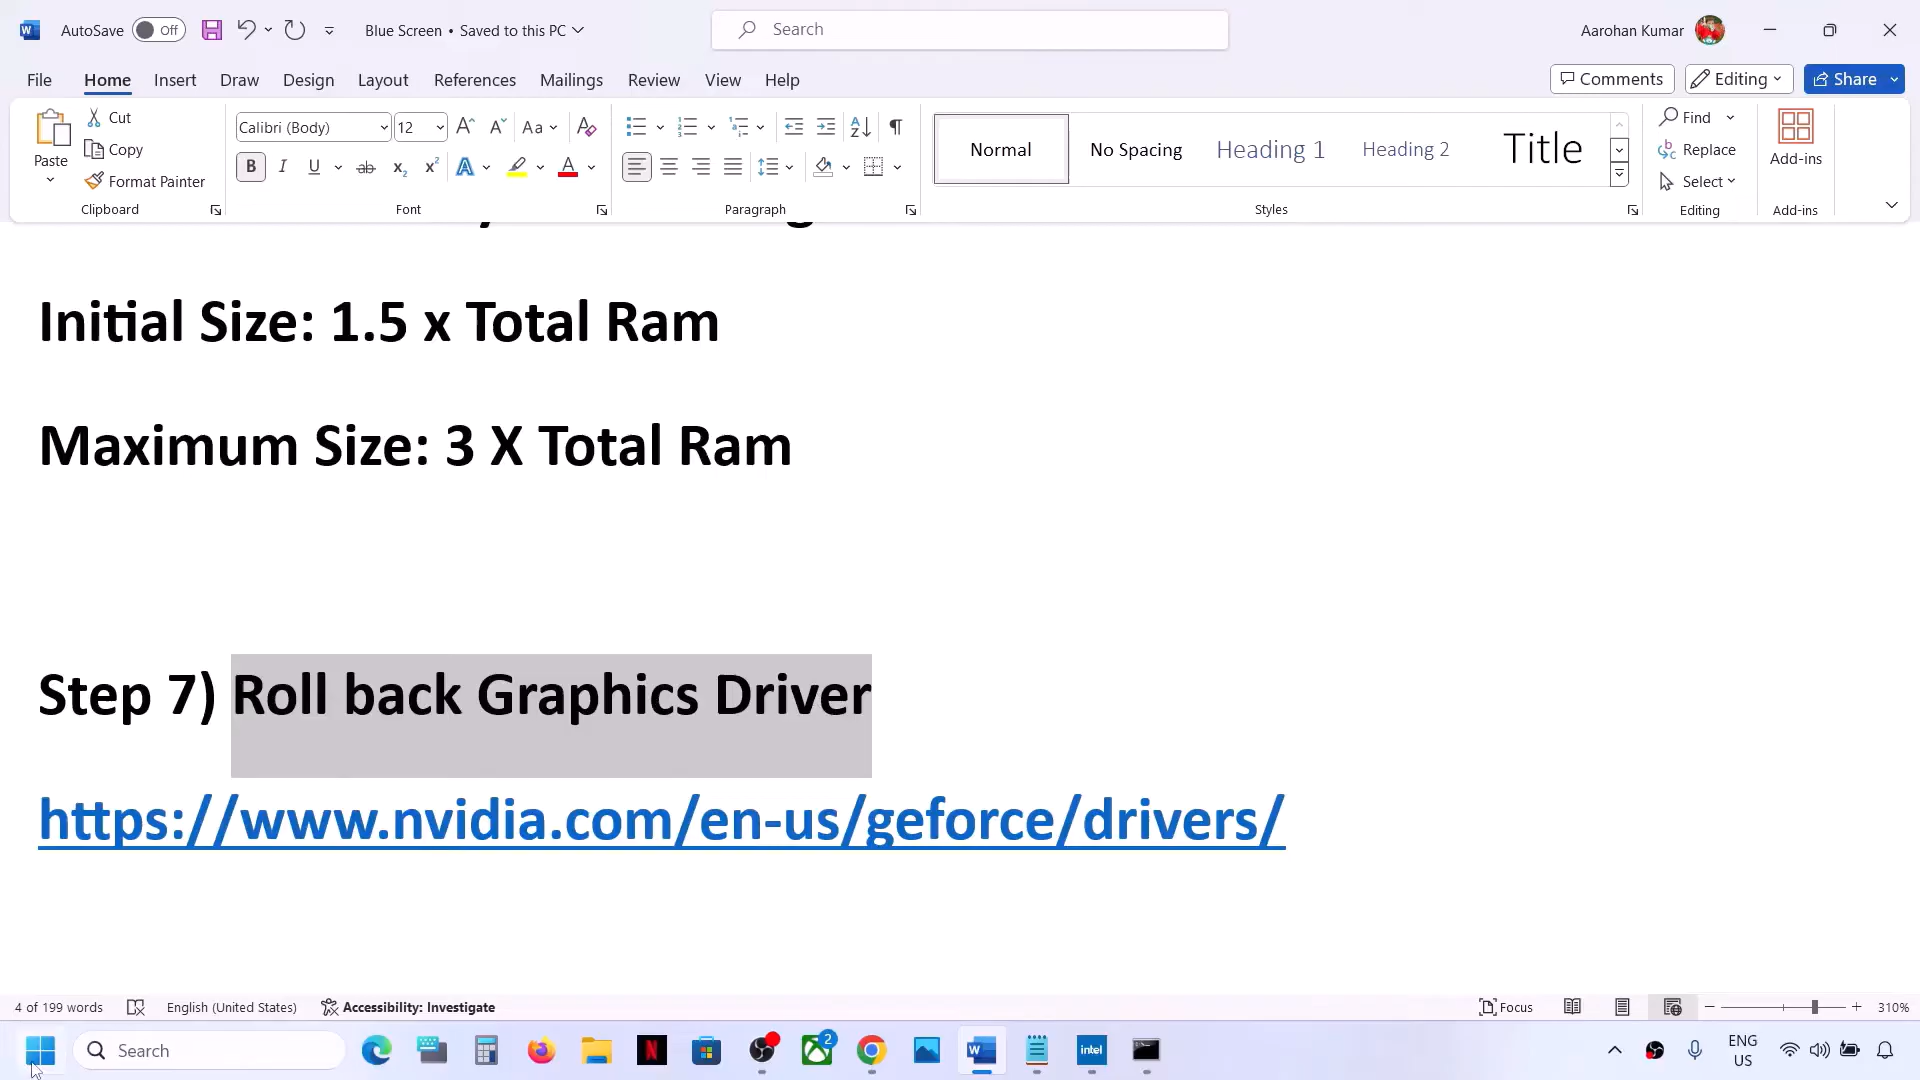 AutoSave
Off
Blue Screen • Saved to this PC
Search
Aarohan Kumar
File
Home
Insert
Draw
Design
Layout
References
Mailings
Review
View
Help
Comments
Editing
Share
Paste
Cut
Copy
Format Painter
Clipboard
Calibri (Body)
12
Font
Paragraph
Normal
No Spacing
Heading 1
Heading 2
Title
Styles
Find
Replace
Select
Editing
Add-ins
Add-ins
Initial Size: 1.5 x Total Ram
Maximum Size: 3 X Total Ram
Step 7) Roll back Graphics Driver
https://www.nvidia.com/en-us/geforce/drivers/
4 of 199 words
English (United States)
Accessibility: Investigate
Focus
310%
Search
2
intel
ENG
US